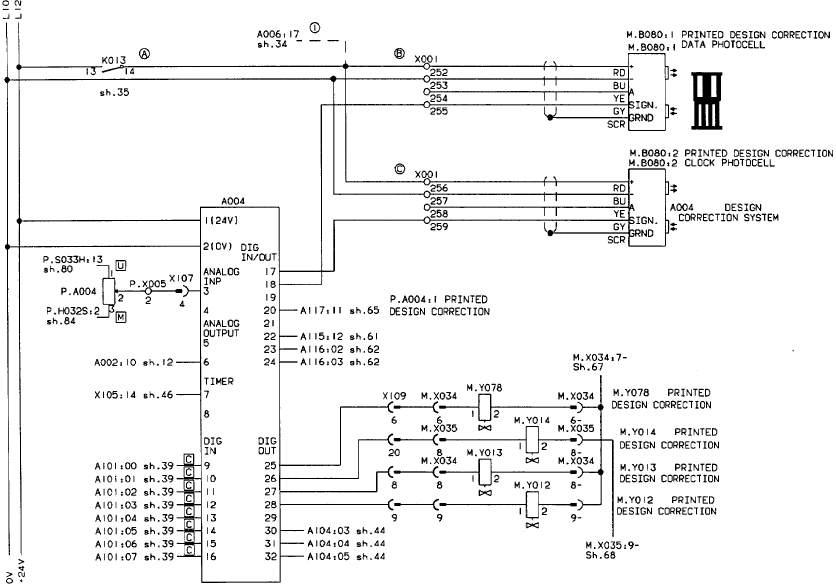 L10
L12
A006:17
sh.34
1
M.B080:1 PRINTED DESIGN CORRECTION
M.B080:1 DATA PHOTOCELL
K013
A
B
X001
13
14
sh.35
252
253
254
255
RD
BU
YE
GY
SCR
+
-
A
SIGN.
GRND
M.B080:2 PRINTED DESIGN CORRECTION
M.B080:2 CLOCK PHOTOCELL
C
X001
256
257
258
259
RD
BU
YE
GY
SCR
+
-
A
SIGN.
GRND
A004 DESIGN
CORRECTION SYSTEM
A004
1(24V)
2(0V)
DIG
IN/OUT
P.S033H:13
sh.80
1
U
P.A004
2
P.X005
2
X107
4
P.H032S:2
sh.84
3
M
ANALOG
INP
3
4
ANALOG
OUTPUT
5
6
TIMER
7
8
17
18
19
20
21
22
23
24
A117:11 sh.65
P.A004:1 PRINTED
DESIGN CORRECTION
A115:12 sh.61
A116:02 sh.62
A116:03 sh.62
A002:10 sh.12
X105:14 sh.46
M.X034:7-
Sh.67
X109
6
M.X034
6
M.Y078
1
2
M.X034
6-
M.Y078 PRINTED
DESIGN CORRECTION
20
M.X035
8
M.Y014
1
2
M.X035
8-
M.Y14 PRINTED
DESIGN CORRECTION
8
M.X034
8
M.Y013
1
2
M.X034
8-
M.Y013 PRINTED
DESIGN CORRECTION
9
9
M.Y012
1
2
9-
M.Y012 PRINTED
DESIGN CORRECTION
M.X035:9-
Sh.68
DIG
IN
DIG
OUT
A101:00 sh.39 C 9
A101:01 sh.39 C 10
A101:02 sh.39 C 11
A101:03 sh.39 C 12
A101:04 sh.39 C 13
A101:05 sh.39 C 14
A101:06 sh.39 C 15
A101:07 sh.39 C 16
25
26
27
28
29
30 A104:03 sh.44
31 A104:04 sh.44
32 A104:05 sh.44
0V
+24V